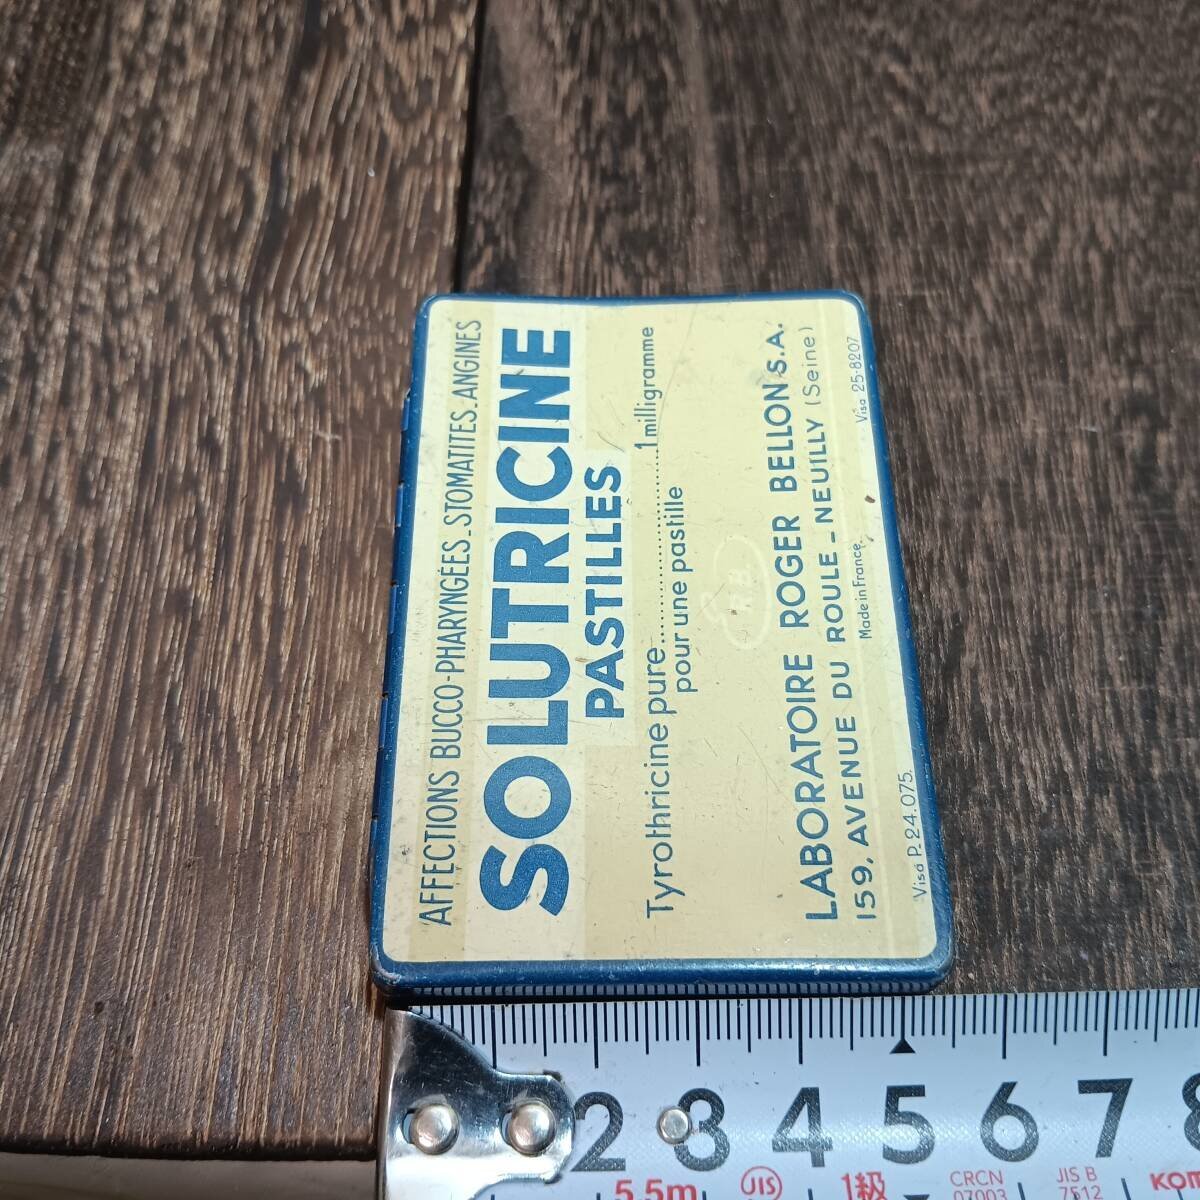 AFFECTIONS BUCCO-PHARYNGÉES_STOMATITES_ANGINES
SOLUTRICINE
PASTILLES
Tyrothricine pure..........................1 milligramme
pour une pastille
R.B.
LABORATOIRE ROGER BELLON S.A.
159, AVENUE DU ROULE _ NEUILLY (Seine)
Made in France
Visa P. 24.075.
Visa 25-8207
2 3 4 5 6 7 8
5.5m JIS 1級 CRCN 07003 JIS B 7512